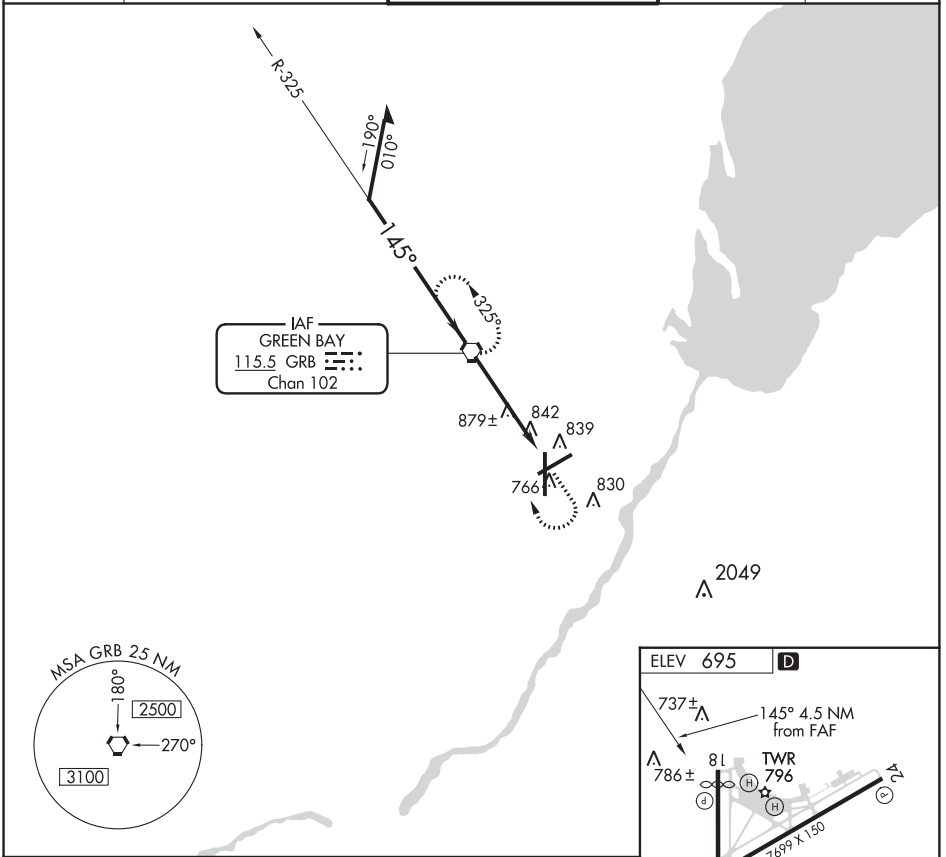 R-325
190°
010°
145°
325°
IAF
GREEN BAY
115.5 GRB
Chan 102
879±
842
839
766
830
2049
MSA GRB 25 NM
180°
2500
270°
3100
ELEV 695 D
737±
145° 4.5 NM
from FAF
786±
18
TWR
796
H
H
P
24
P
7699 X 150